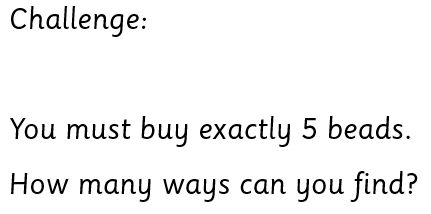 Challenge:
You must buy exactly 5 beads.
How many ways can you find?